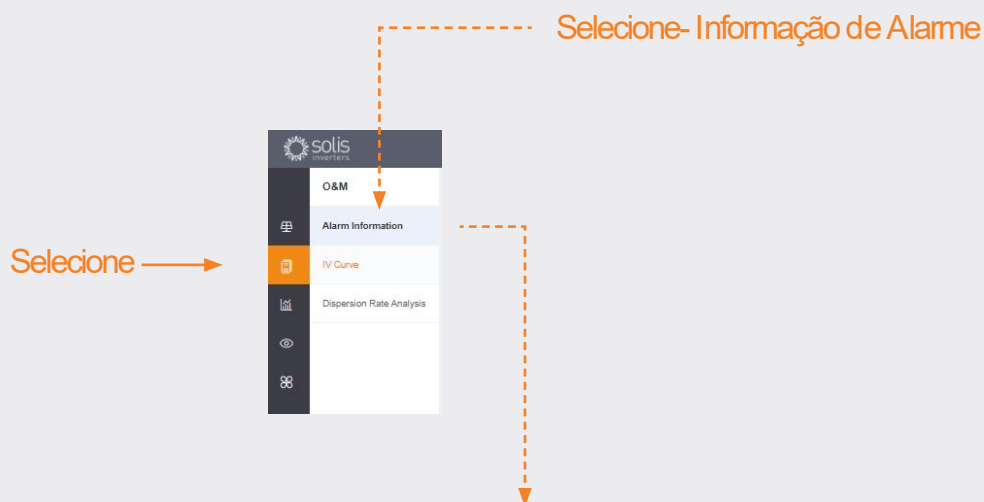 Selecione- Informação de Alarme
solis
inverters
O&M
Alarm Information
Selecione
IV Curve
Dispersion Rate Analysis